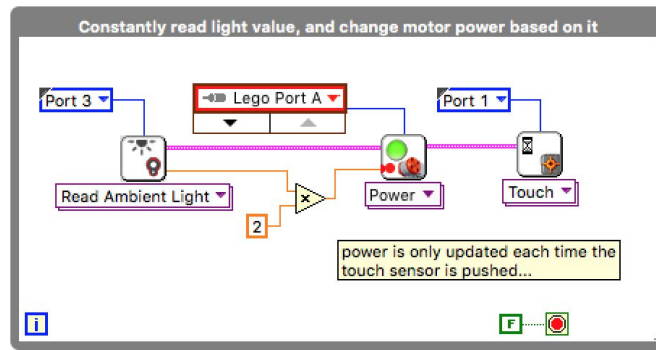 Constantly read light value, and change motor power based on it
Port 3
Lego Port A
Port 1
Read Ambient Light
Power
Touch
x
2
power is only updated each time the
touch sensor is pushed...
i
F